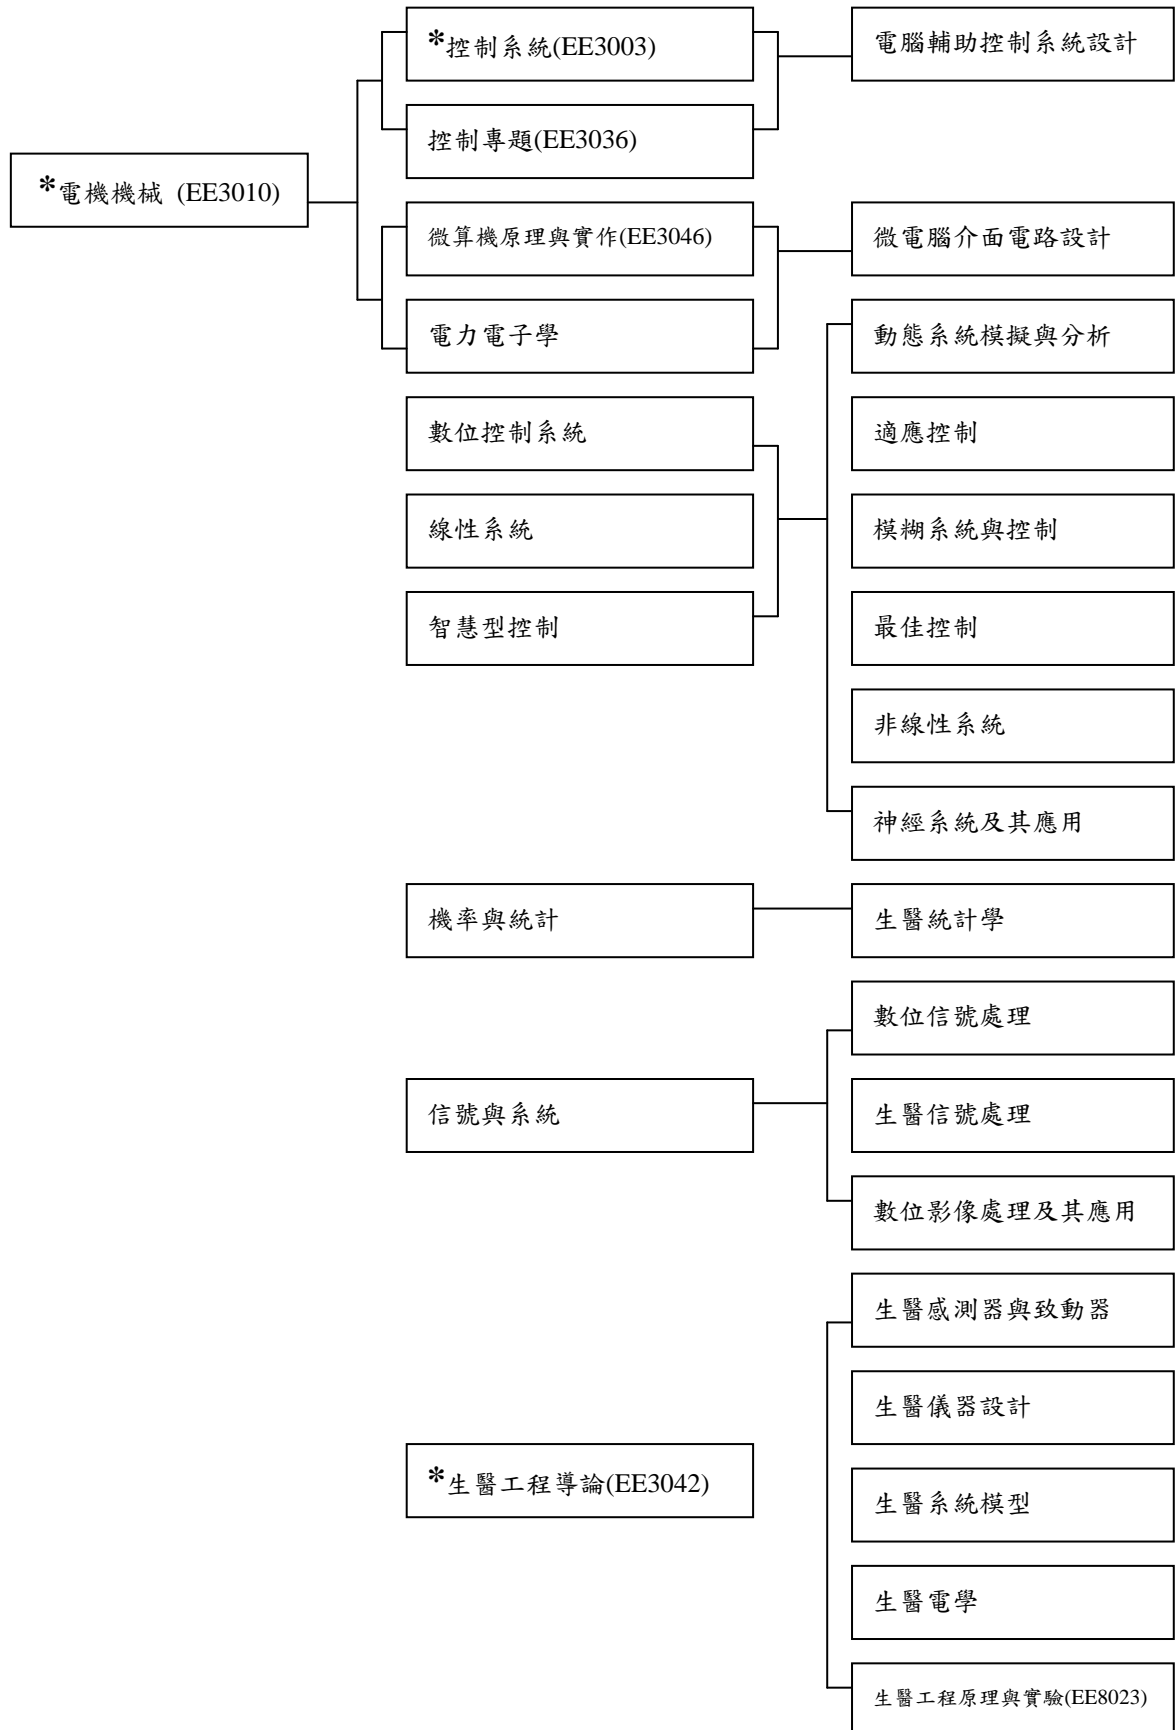 *電機機械 (EE3010)
*控制系統(EE3003)
控制專題(EE3036)
微算機原理與實作(EE3046)
電力電子學
數位控制系統
線性系統
智慧型控制
機率與統計
信號與系統
*生醫工程導論(EE3042)
電腦輔助控制系統設計
微電腦介面電路設計
動態系統模擬與分析
適應控制
模糊系統與控制
最佳控制
非線性系統
神經系統及其應用
生醫統計學
數位信號處理
生醫信號處理
數位影像處理及其應用
生醫感測器與致動器
生醫儀器設計
生醫系統模型
生醫電學
生醫工程原理與實驗(EE8023)